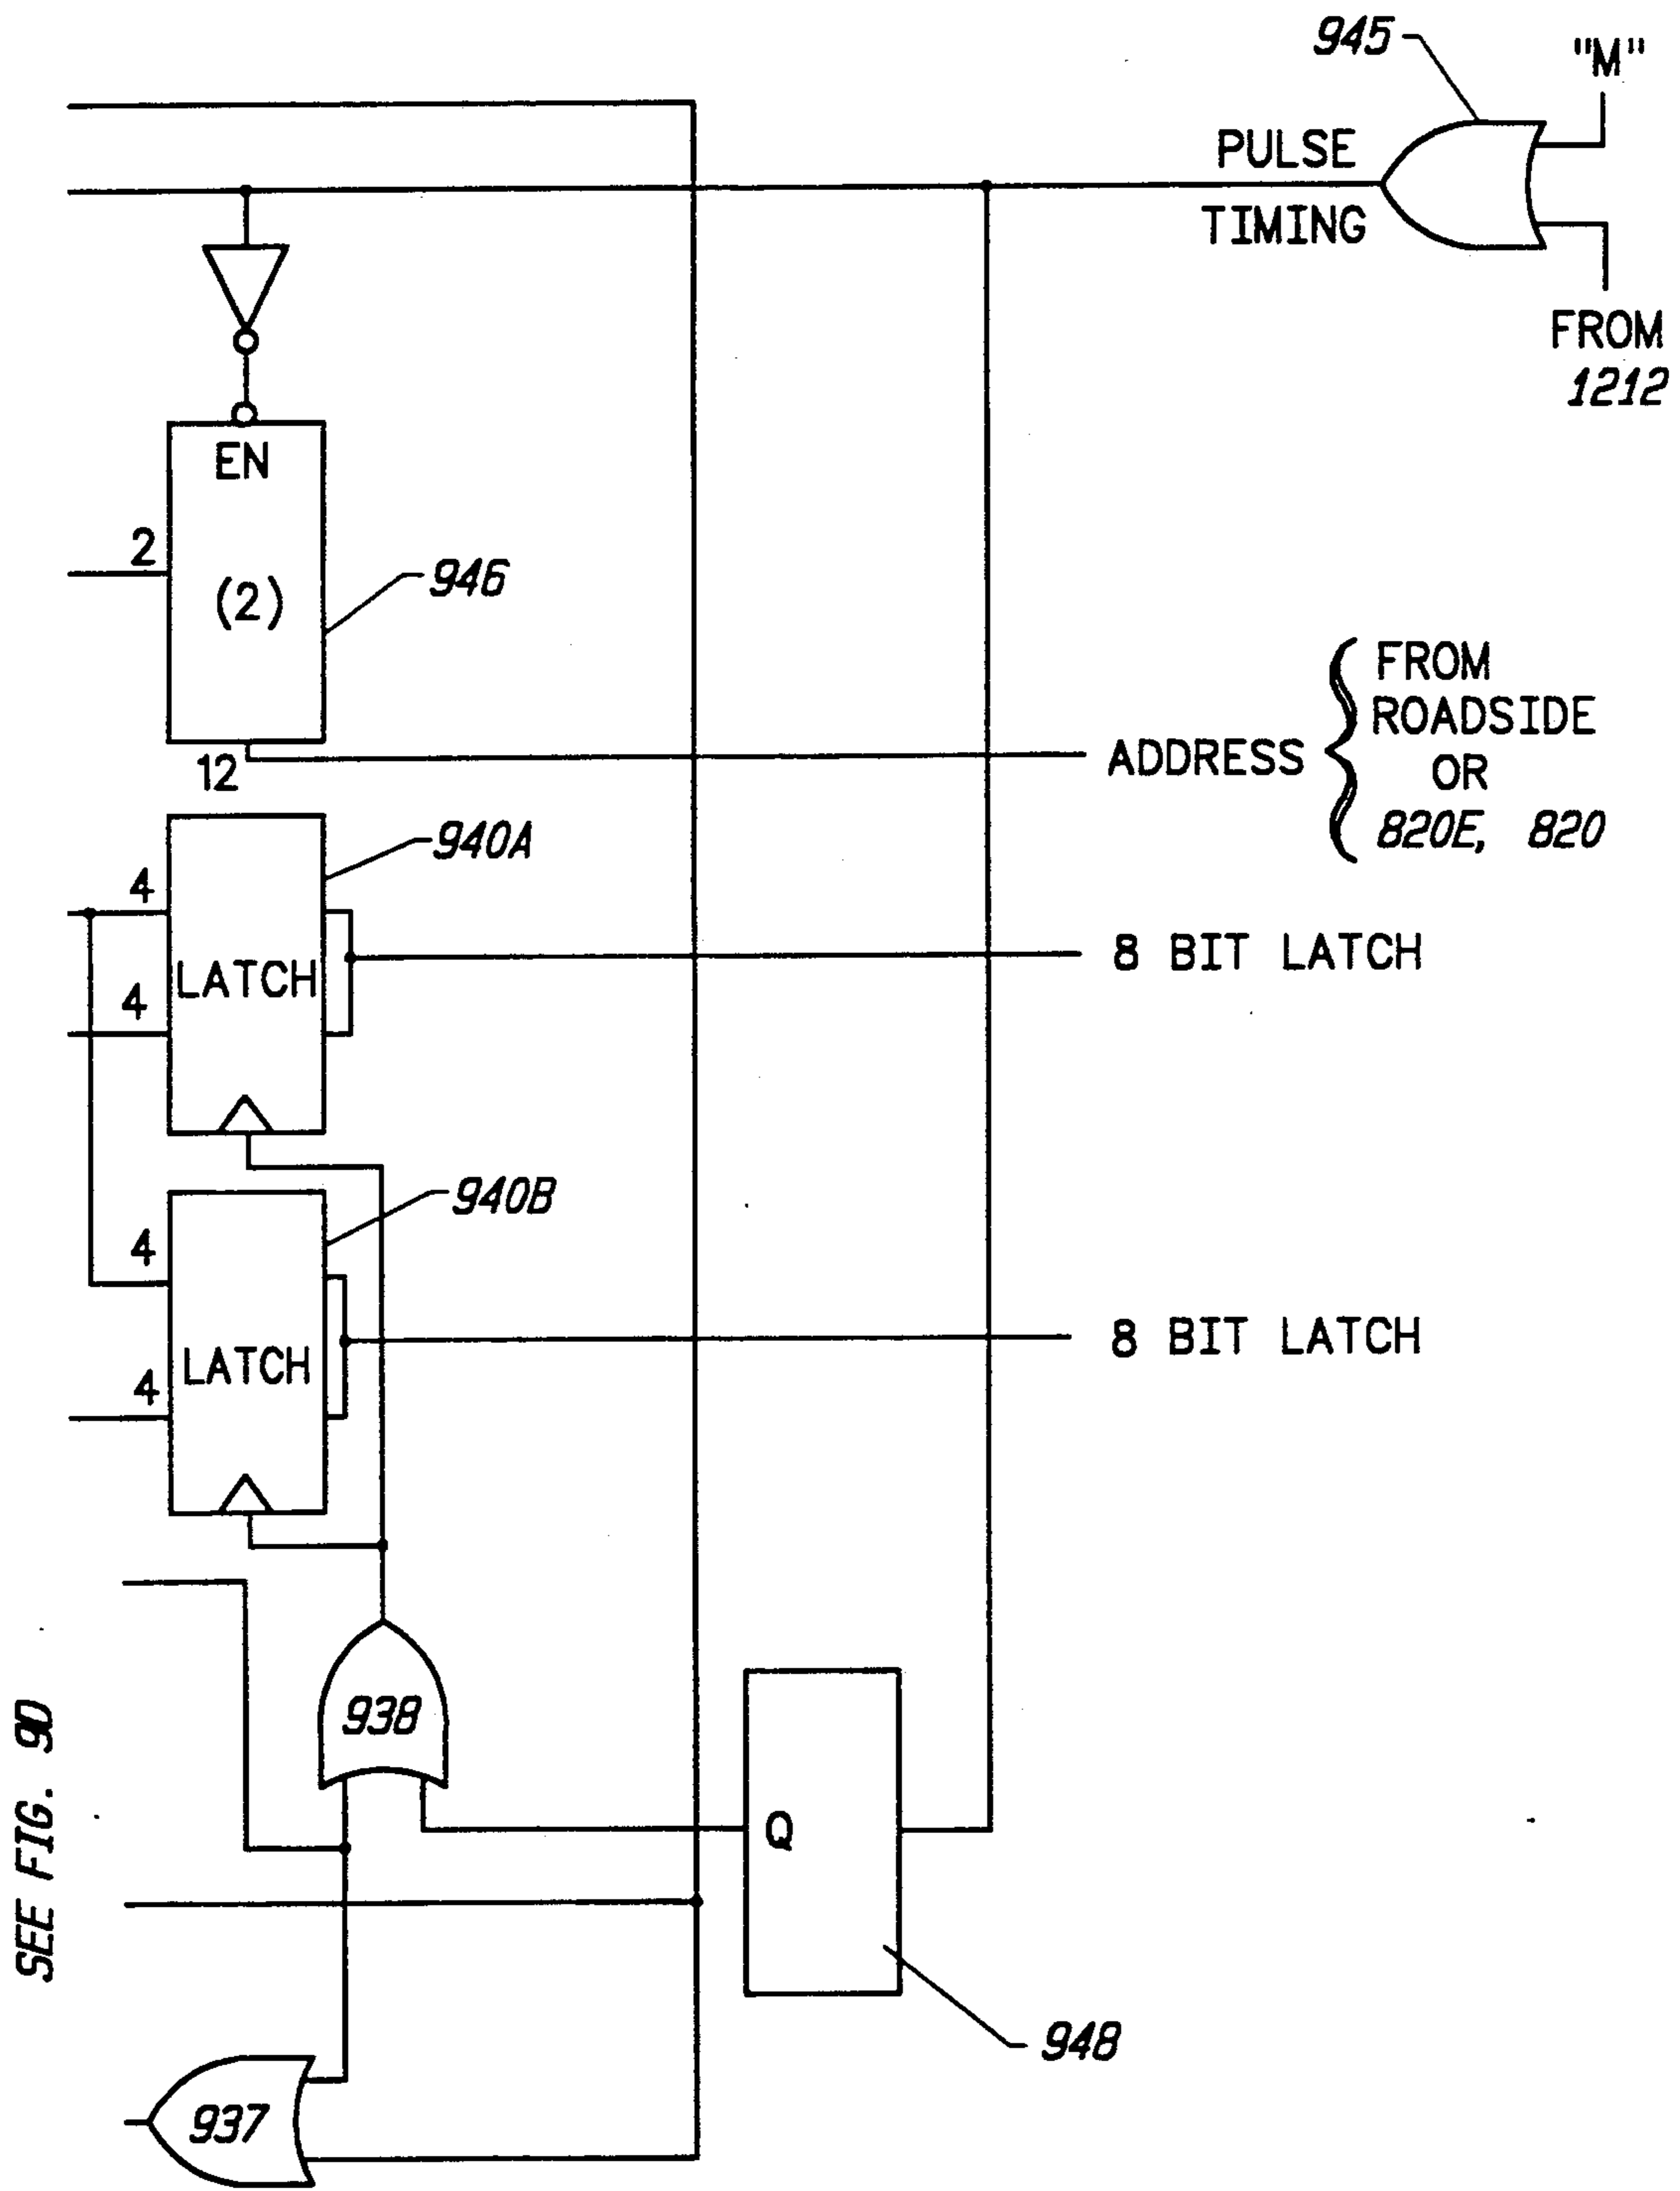 945
"M"
PULSE
TIMING
FROM
1212
EN
2
(2)
946
12
ADDRESS
FROM
ROADSIDE
OR
820E, 820
940A
4
LATCH
4
8 BIT LATCH
940B
4
LATCH
4
8 BIT LATCH
938
Q
SEE FIG. 9D
948
937